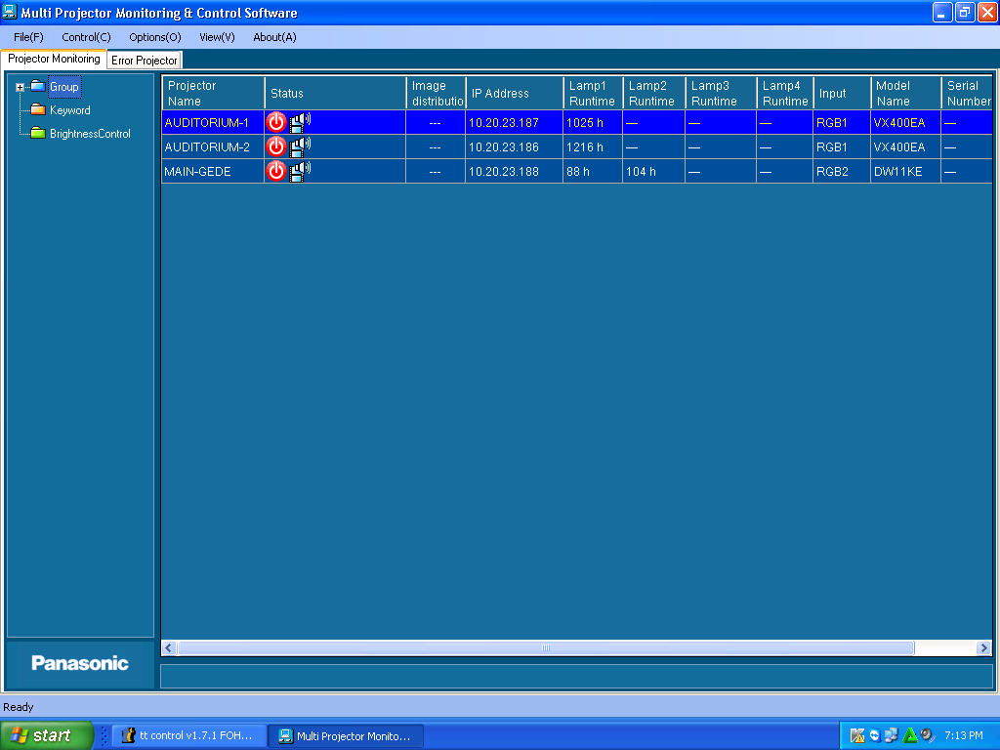 Multi Projector Monitoring & Control Software
File(F) Control(C) Options(O) View(V) About(A)
Projector Monitoring Error Projector
Group
Keyword
BrightnessControl
Projector Name Status Image distributio IP Address Lamp1 Runtime Lamp2 Runtime Lamp3 Runtime Lamp4 Runtime Input Model Name Serial Number
AUDITORIUM-1 --- 10.20.23.187 1025 h — — — RGB1 VX400EA —
AUDITORIUM-2 --- 10.20.23.186 1216 h — — — RGB1 VX400EA —
MAIN-GEDE --- 10.20.23.188 88 h 104 h — — RGB2 DW11KE —
Panasonic
Ready
start tt control v1.7.1 FOH... Multi Projector Monito... 7:13 PM